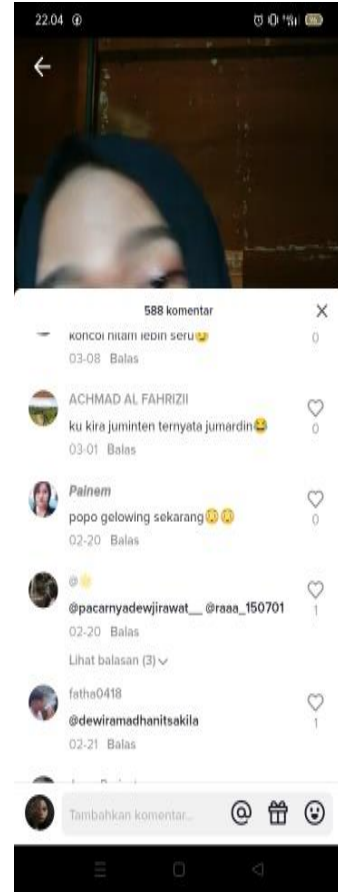 22.04
588 komentar
koncoi hitam lebih seru
0
03-08 Balas
ACHMAD AL FAHRIZII
ku kira juminten ternyata jumardin😂
0
03-01 Balas
Painem
popo gelowing sekarang😳😳
0
02-20 Balas
@🌟
@pacarnyadewjirawat__ @raaa_150701
1
02-20 Balas
Lihat balasan (3)
fatha0418
@dewiramadhanitsakila
1
02-21 Balas
Tambahkan komentar...